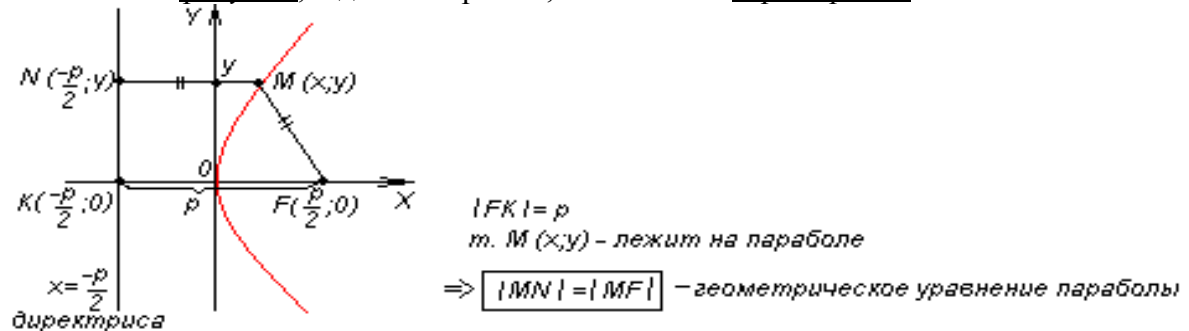 Y
N (-p/2; y)
y
M (x; y)
0
K(-p/2; 0)
p
F(p/2; 0)
X
|FK| = p
т. M (x; y) – лежит на параболе
x = -p/2
⇒ |MN| = |MF| – геометрическое уравнение параболы
директриса